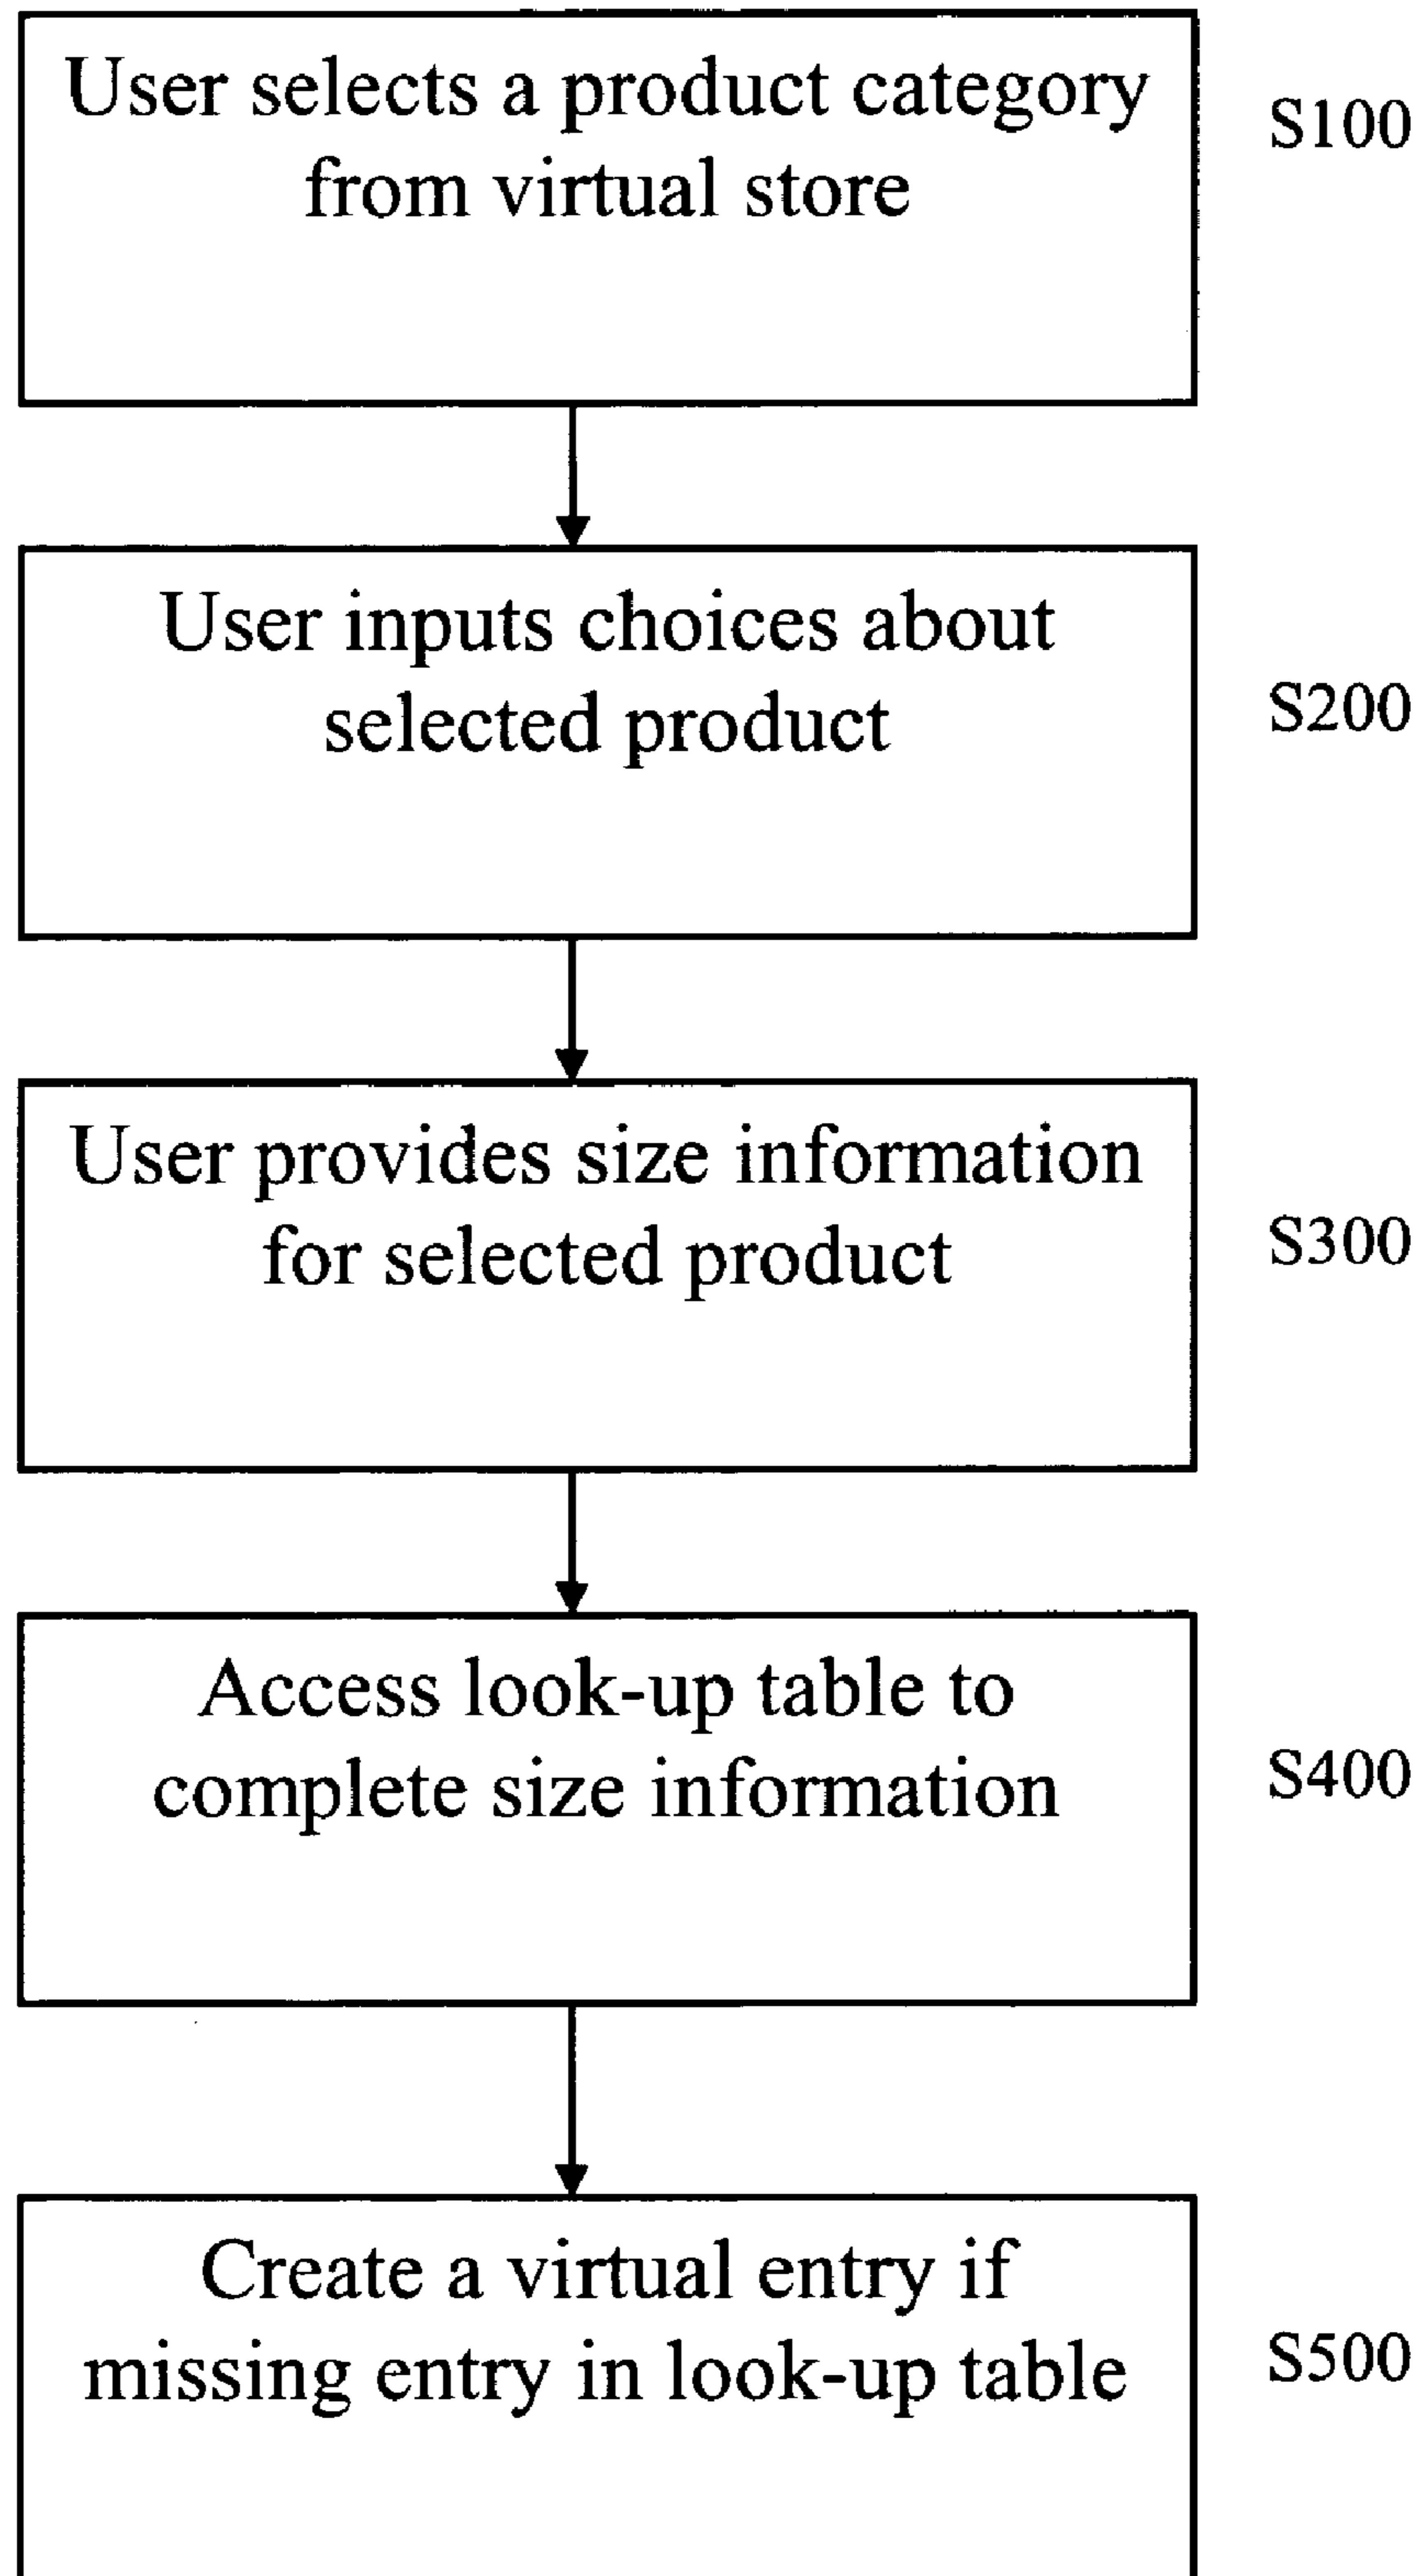 User selects a product category
from virtual store
S100
User inputs choices about
selected product
S200
User provides size information
for selected product
S300
Access look-up table to
complete size information
S400
Create a virtual entry if
missing entry in look-up table
S500